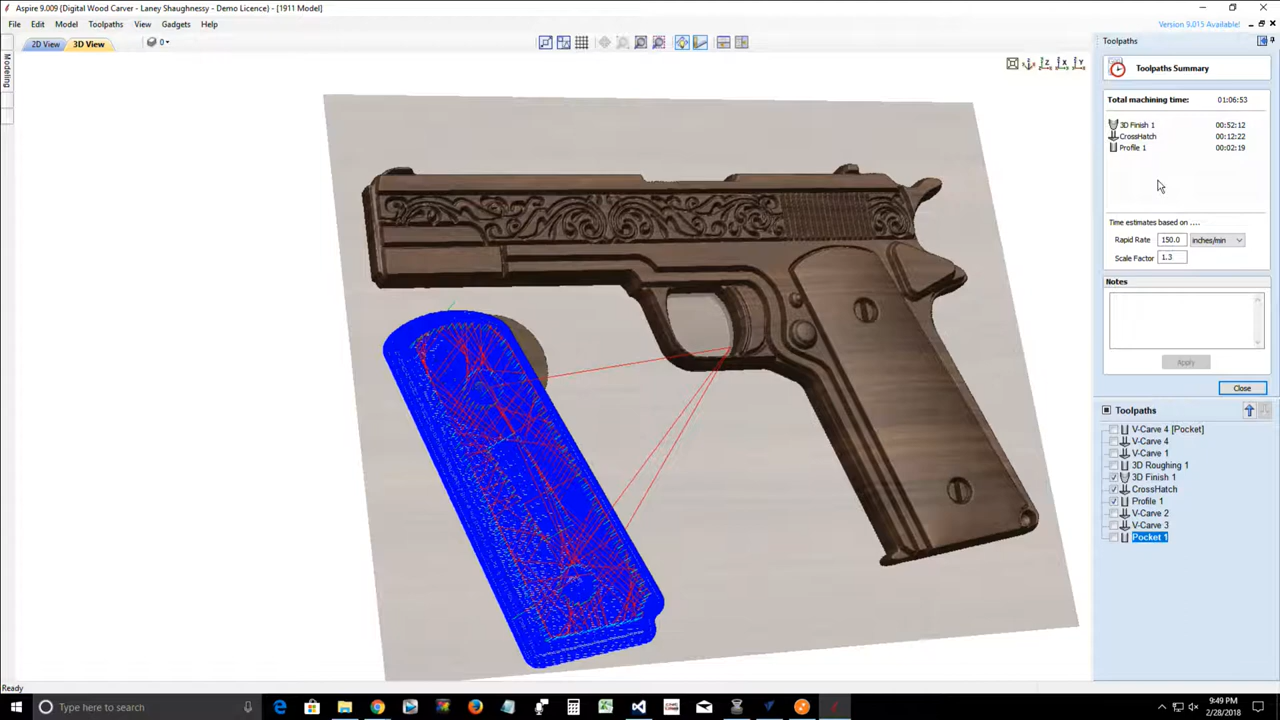 Aspire 9.009 (Digital Wood Carver - Laney Shaughnessy - Demo Licence) - [1911 Model]
File Edit Model Toolpaths View Gadgets Help
Version 9.015 Available!
2D View 3D View 0
Modeling
Toolpaths
Toolpaths Summary
Total machining time: 01:06:53
3D Finish 1 00:52:12
CrossHatch 00:12:22
Profile 1 00:02:19
Time estimates based on ....
Rapid Rate 150.0 inches/min
Scale Factor 1.3
Notes
Apply
Close
Toolpaths
V-Carve 4 [Pocket]
V-Carve 4
V-Carve 1
3D Roughing 1
3D Finish 1
CrossHatch
Profile 1
V-Carve 2
V-Carve 3
Pocket 1
Ready
Type here to search
9:49 PM
2/28/2018